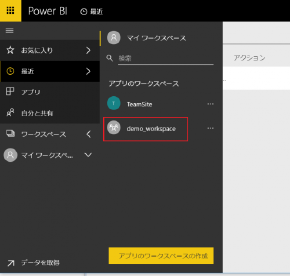 Power BI
最近
お気に入り
最近
アプリ
自分と共有
ワークスペース
マイ ワークスペ...
データを取得
マイ ワークスペース
検索
アプリのワークスペース
T
TeamSite
demo_workspace
アプリのワークスペースの作成
アクション